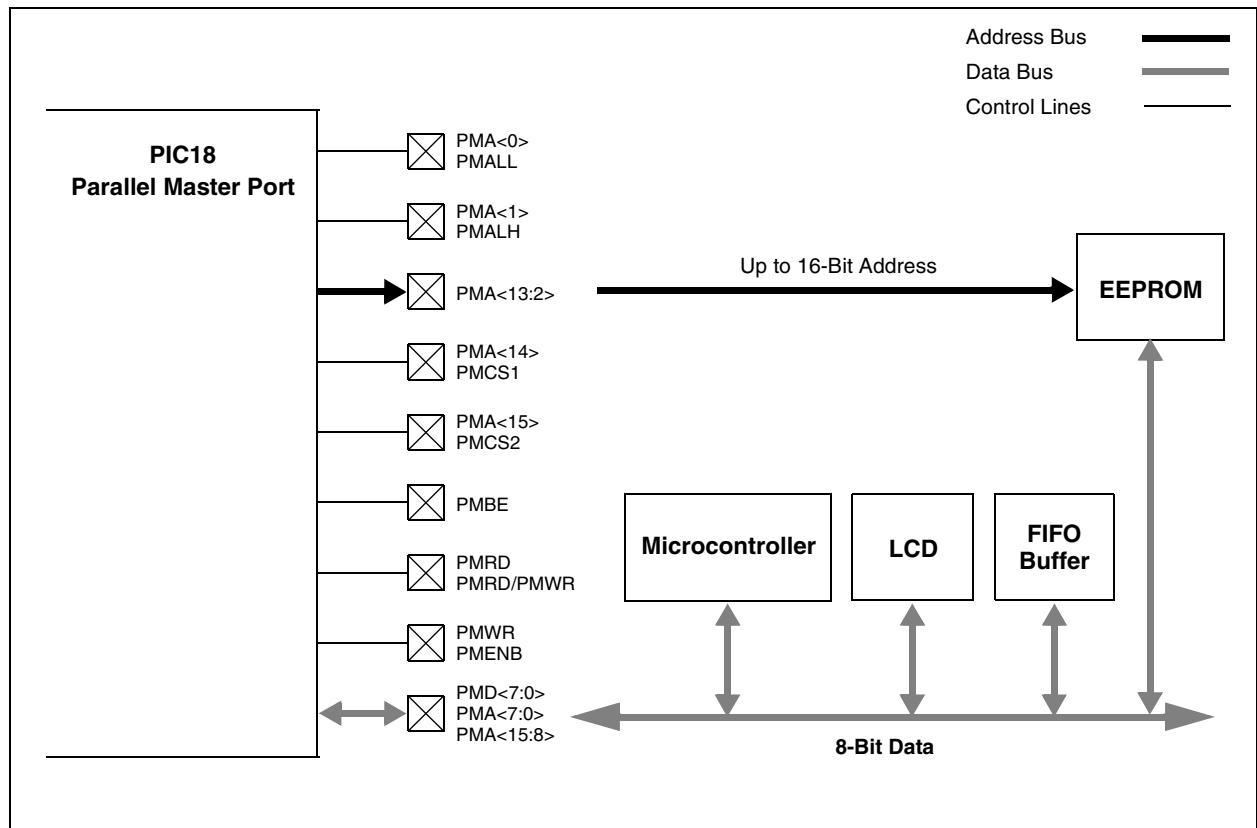 Address Bus
Data Bus
Control Lines
PIC18
Parallel Master Port
PMA<0>
PMALL
PMA<1>
PMALH
PMA<13:2>
Up to 16-Bit Address
EEPROM
PMA<14>
PMCS1
PMA<15>
PMCS2
PMBE
PMRD
PMRD/PMWR
PMWR
PMENB
PMD<7:0>
PMA<7:0>
PMA<15:8>
Microcontroller
LCD
FIFO
Buffer
8-Bit Data